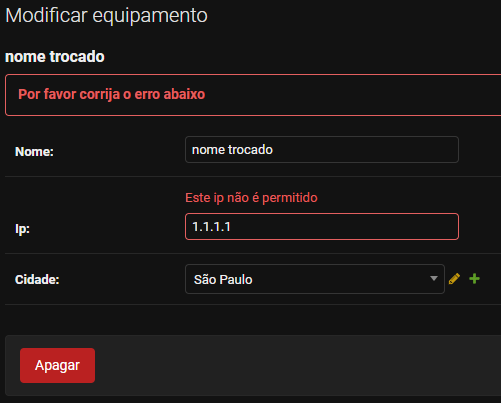 Modificar equipamento
nome trocado
Por favor corrija o erro abaixo
Nome: nome trocado
Este ip não é permitido
Ip: 1.1.1.1
Cidade: São Paulo
Apagar